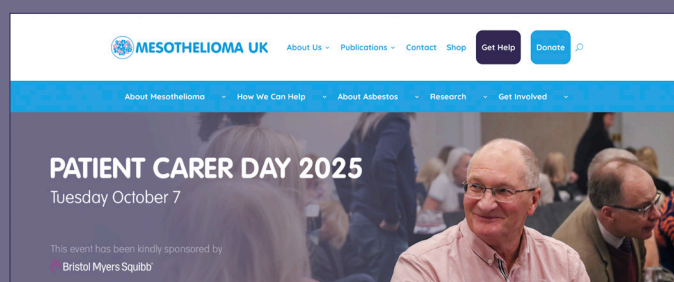 MESOTHELIOMA UK
About Us
Publications
Contact
Shop
Get Help
Donate
About Mesothelioma
How We Can Help
About Asbestos
Research
Get Involved
PATIENT CARER DAY 2025
Tuesday October 7
This event has been kindly sponsored by
Bristol Myers Squibb